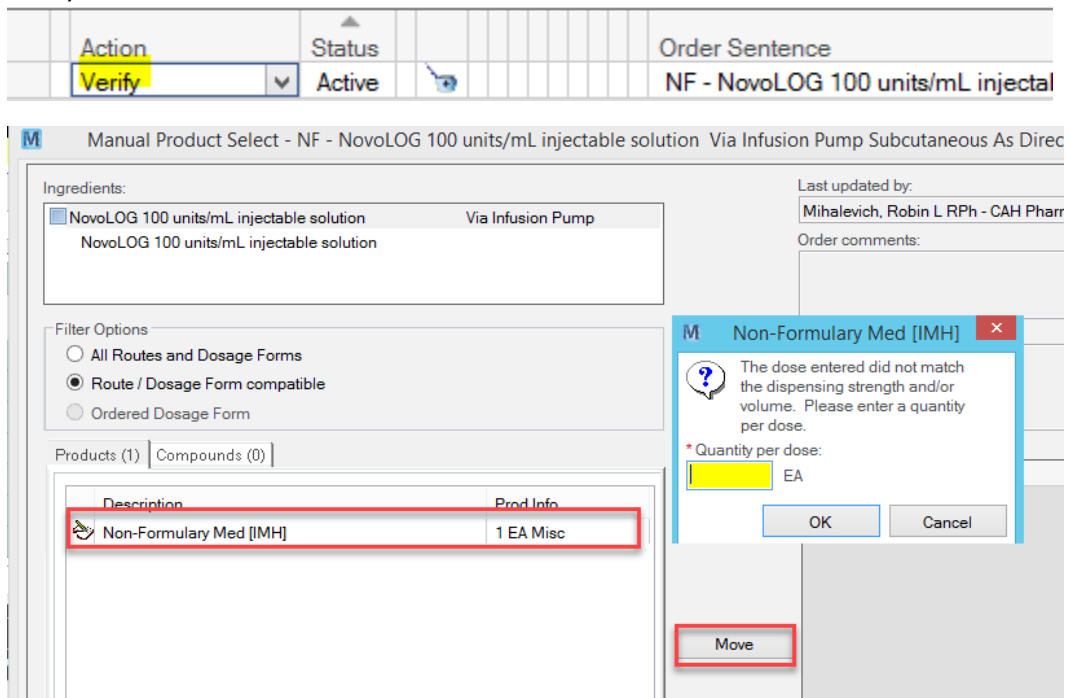 Action Status Order Sentence
Verify Active NF - NovoLOG 100 units/mL injectal
M Manual Product Select - NF - NovoLOG 100 units/mL injectable solution Via Infusion Pump Subcutaneous As Direc
Ingredients:
NovoLOG 100 units/mL injectable solution Via Infusion Pump
NovoLOG 100 units/mL injectable solution
Last updated by:
Mihalevich, Robin L RPh - CAH Pharr
Order comments:
Filter Options
All Routes and Dosage Forms
Route / Dosage Form compatible
Ordered Dosage Form
M Non-Formulary Med [IMH]
The dose entered did not match
the dispensing strength and/or
volume. Please enter a quantity
per dose.
* Quantity per dose:
EA
OK Cancel
Products (1) Compounds (0)
Description Prod Info
Non-Formulary Med [IMH] 1 EA Misc
Move